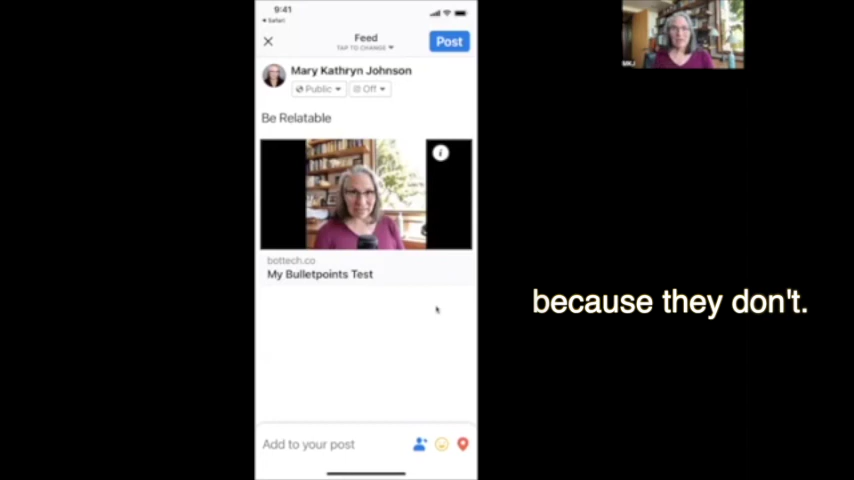 9:41
Safari
Feed
TAP TO CHANGE
Post
Mary Kathryn Johnson
Public
Off
Be Relatable
i
bottech.co
My Bulletpoints Test
Add to your post
MKJ
because they don't.